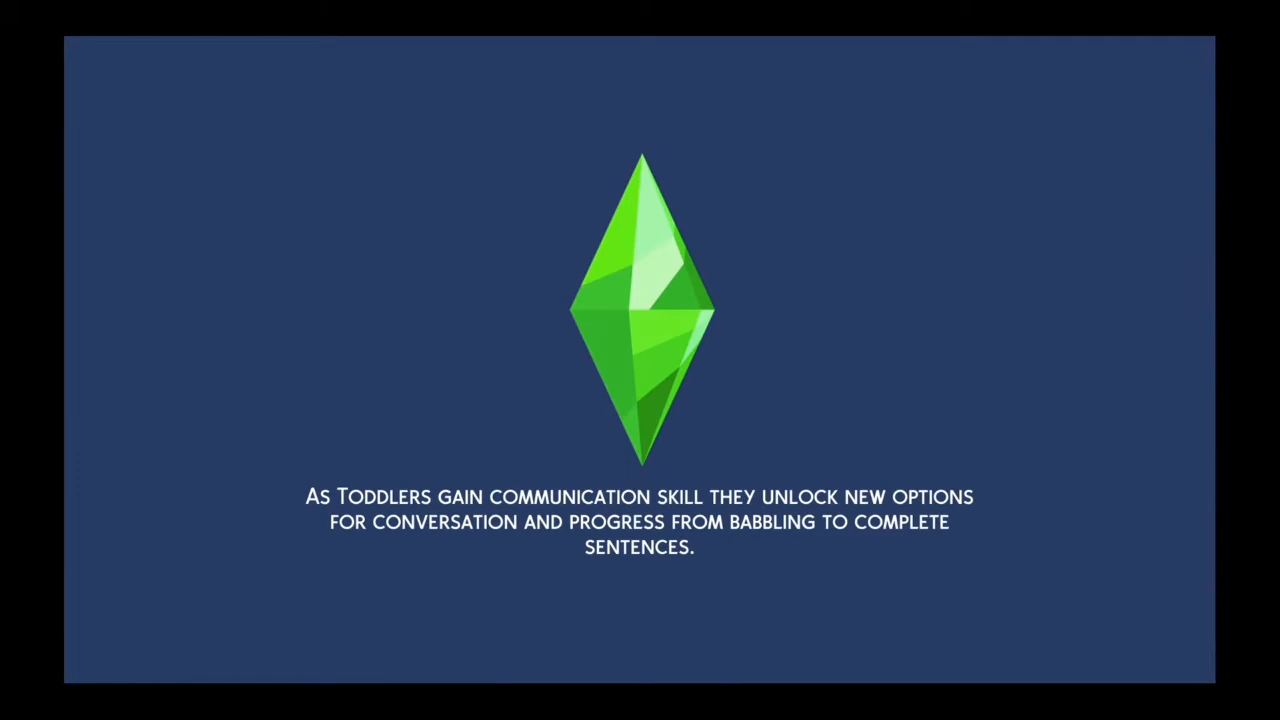 As Toddlers gain communication skill they unlock new options
for conversation and progress from babbling to complete
sentences.